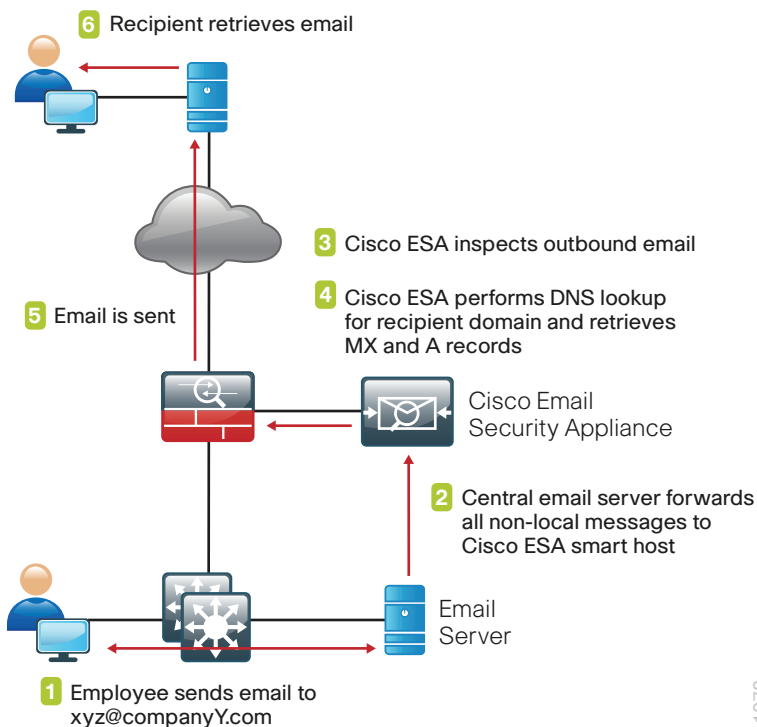 6 Recipient retrieves email
3 Cisco ESA inspects outbound email
4 Cisco ESA performs DNS lookup
for recipient domain and retrieves
MX and A records
5 Email is sent
Cisco Email
Security Appliance
2 Central email server forwards
all non-local messages to
Cisco ESA smart host
Email
Server
1 Employee sends email to
xyz@companyY.com